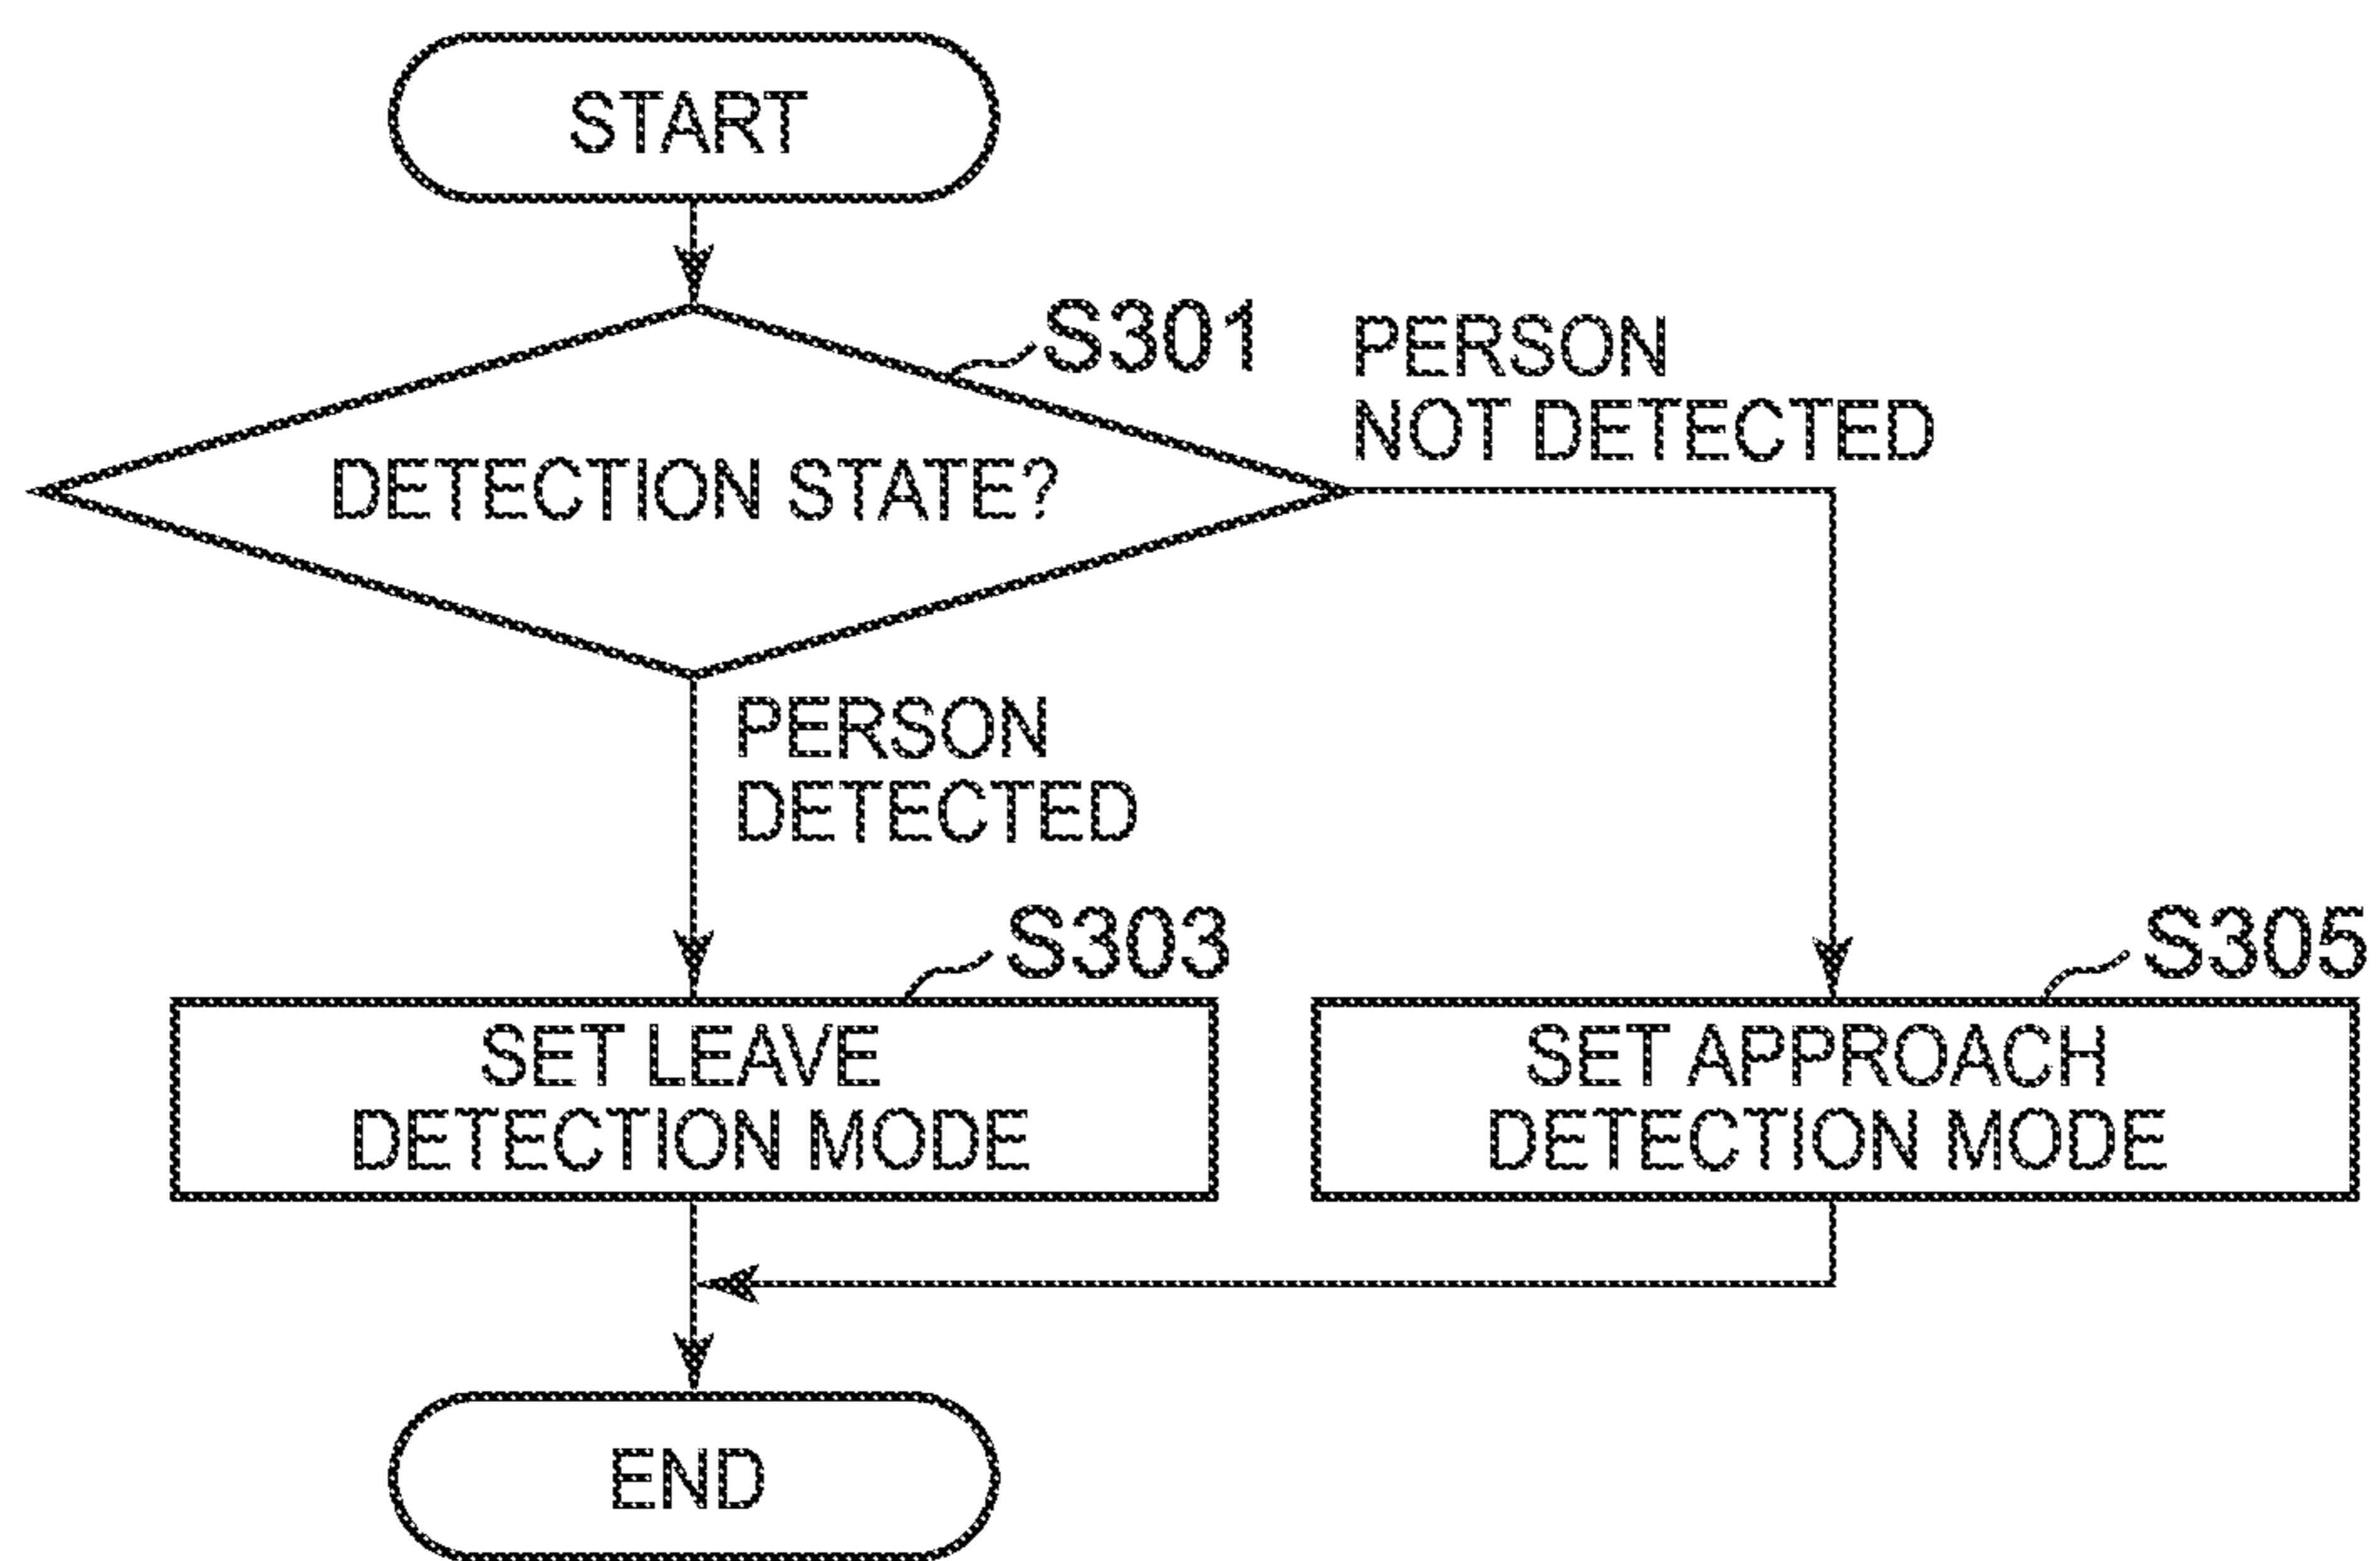 START
S301
PERSON
NOT DETECTED
DETECTION STATE?
PERSON
DETECTED
S303
S305
SET LEAVE
DETECTION MODE
SET APPROACH
DETECTION MODE
END